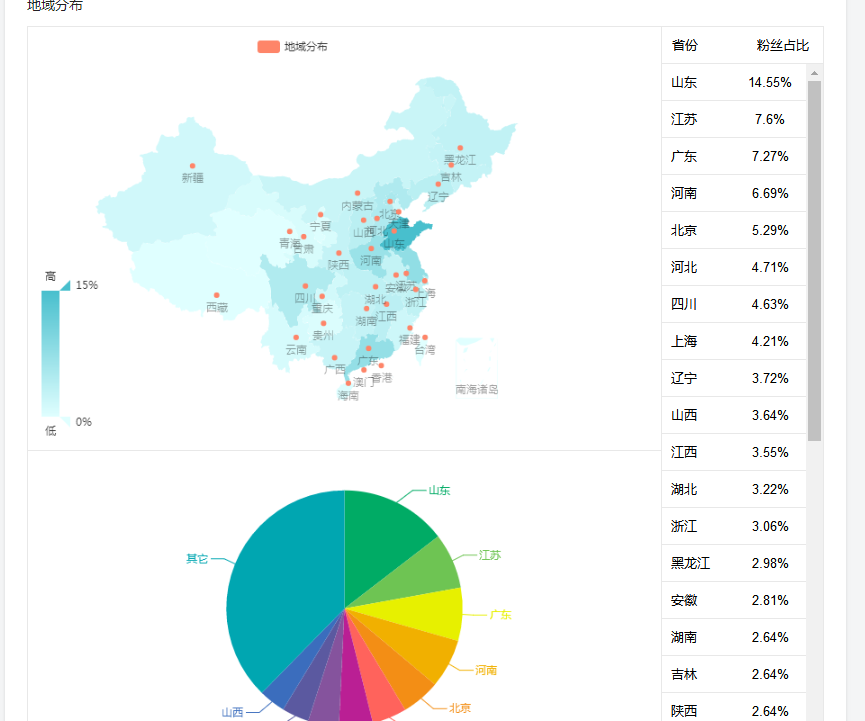 地域分布
地域分布
黑龙江
新疆
吉林
辽宁
内蒙古
北京
宁夏
天津
山西
河北
山东
青海
甘肃
陕西
河南
高
15%
四川
重庆
湖北
安徽
江苏
上海
浙江
西藏
湖南
江西
贵州
云南
福建
台湾
广西
广东
澳门
香港
海南
南海诸岛
0%
低
山东
江苏
其它
广东
河南
北京
山西
省份 粉丝占比
山东 14.55%
江苏 7.6%
广东 7.27%
河南 6.69%
北京 5.29%
河北 4.71%
四川 4.63%
上海 4.21%
辽宁 3.72%
山西 3.64%
江西 3.55%
湖北 3.22%
浙江 3.06%
黑龙江 2.98%
安徽 2.81%
湖南 2.64%
吉林 2.64%
陕西 2.64%